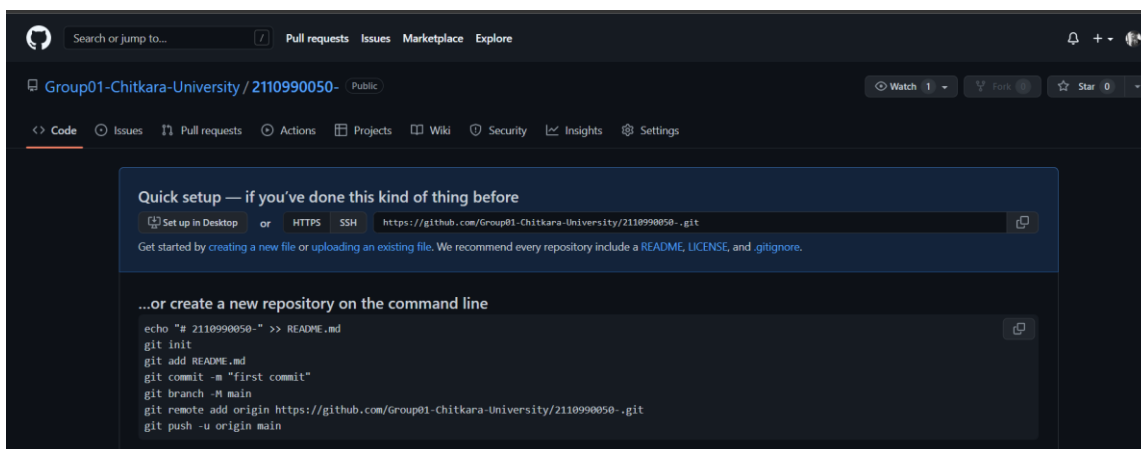 Search or jump to... / Pull requests Issues Marketplace Explore
Group01-Chitkara-University / 2110990050- Public
Watch 1 Fork 0 Star 0
<> Code Issues Pull requests Actions Projects Wiki Security Insights Settings
Quick setup — if you've done this kind of thing before
Set up in Desktop or HTTPS SSH https://github.com/Group01-Chitkara-University/2110990050-.git
Get started by creating a new file or uploading an existing file. We recommend every repository include a README, LICENSE, and .gitignore.
...or create a new repository on the command line
echo "# 2110990050-" >> README.md
git init
git add README.md
git commit -m "first commit"
git branch -M main
git remote add origin https://github.com/Group01-Chitkara-University/2110990050-.git
git push -u origin main